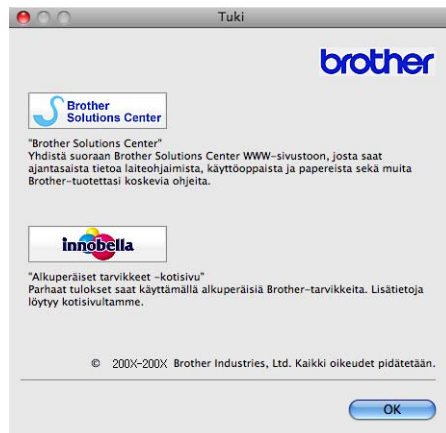 Tuki
brother
Brother
Solutions Center
"Brother Solutions Center"
Yhdistä suoraan Brother Solutions Center WWW-sivustoon, josta saat
ajantasaista tietoa laiteohjaimista, käyttöoppaista ja papereista sekä muita
Brother-tuotettasi koskevia ohjeita.
innobella
"Alkuperäiset tarvikkeet -kotisivu"
Parhaat tulokset saat käyttämällä alkuperäisiä Brother-tarvikkeita. Lisätietoja
löytyy kotisivultamme.
© 200X-200X Brother Industries, Ltd. Kaikki oikeudet pidätetään.
OK